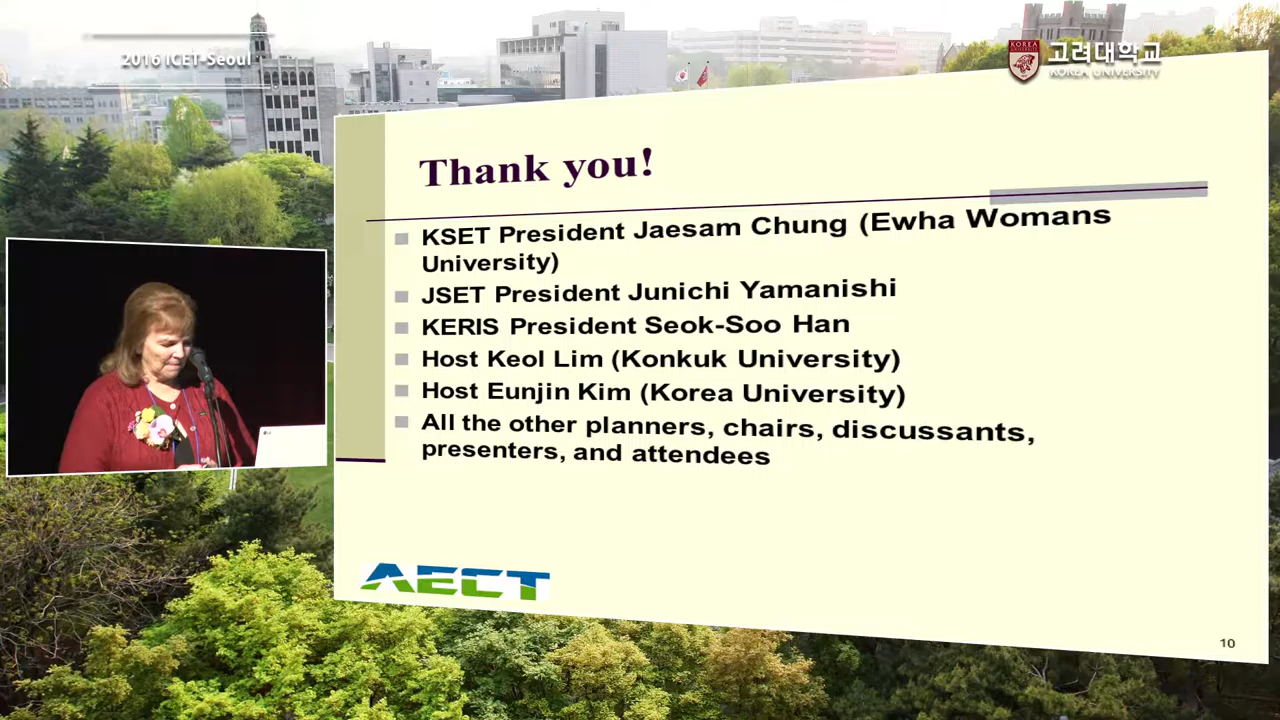 2016 ICET-Seoul
KOREA
고려대학교
KOREA UNIVERSITY
Thank you!
KSET President Jaesam Chung (Ewha Womans
University)
JSET President Junichi Yamanishi
KERIS President Seok-Soo Han
Host Keol Lim (Konkuk University)
Host Eunjin Kim (Korea University)
All the other planners, chairs, discussants,
presenters, and attendees
AECT
10